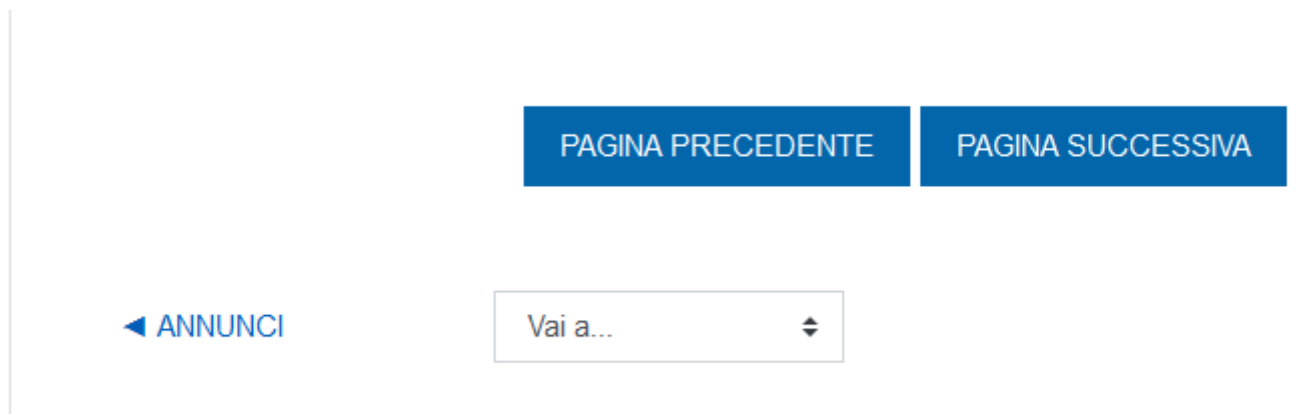 PAGINA PRECEDENTE PAGINA SUCCESSIVA
◄ ANNUNCI Vai a...